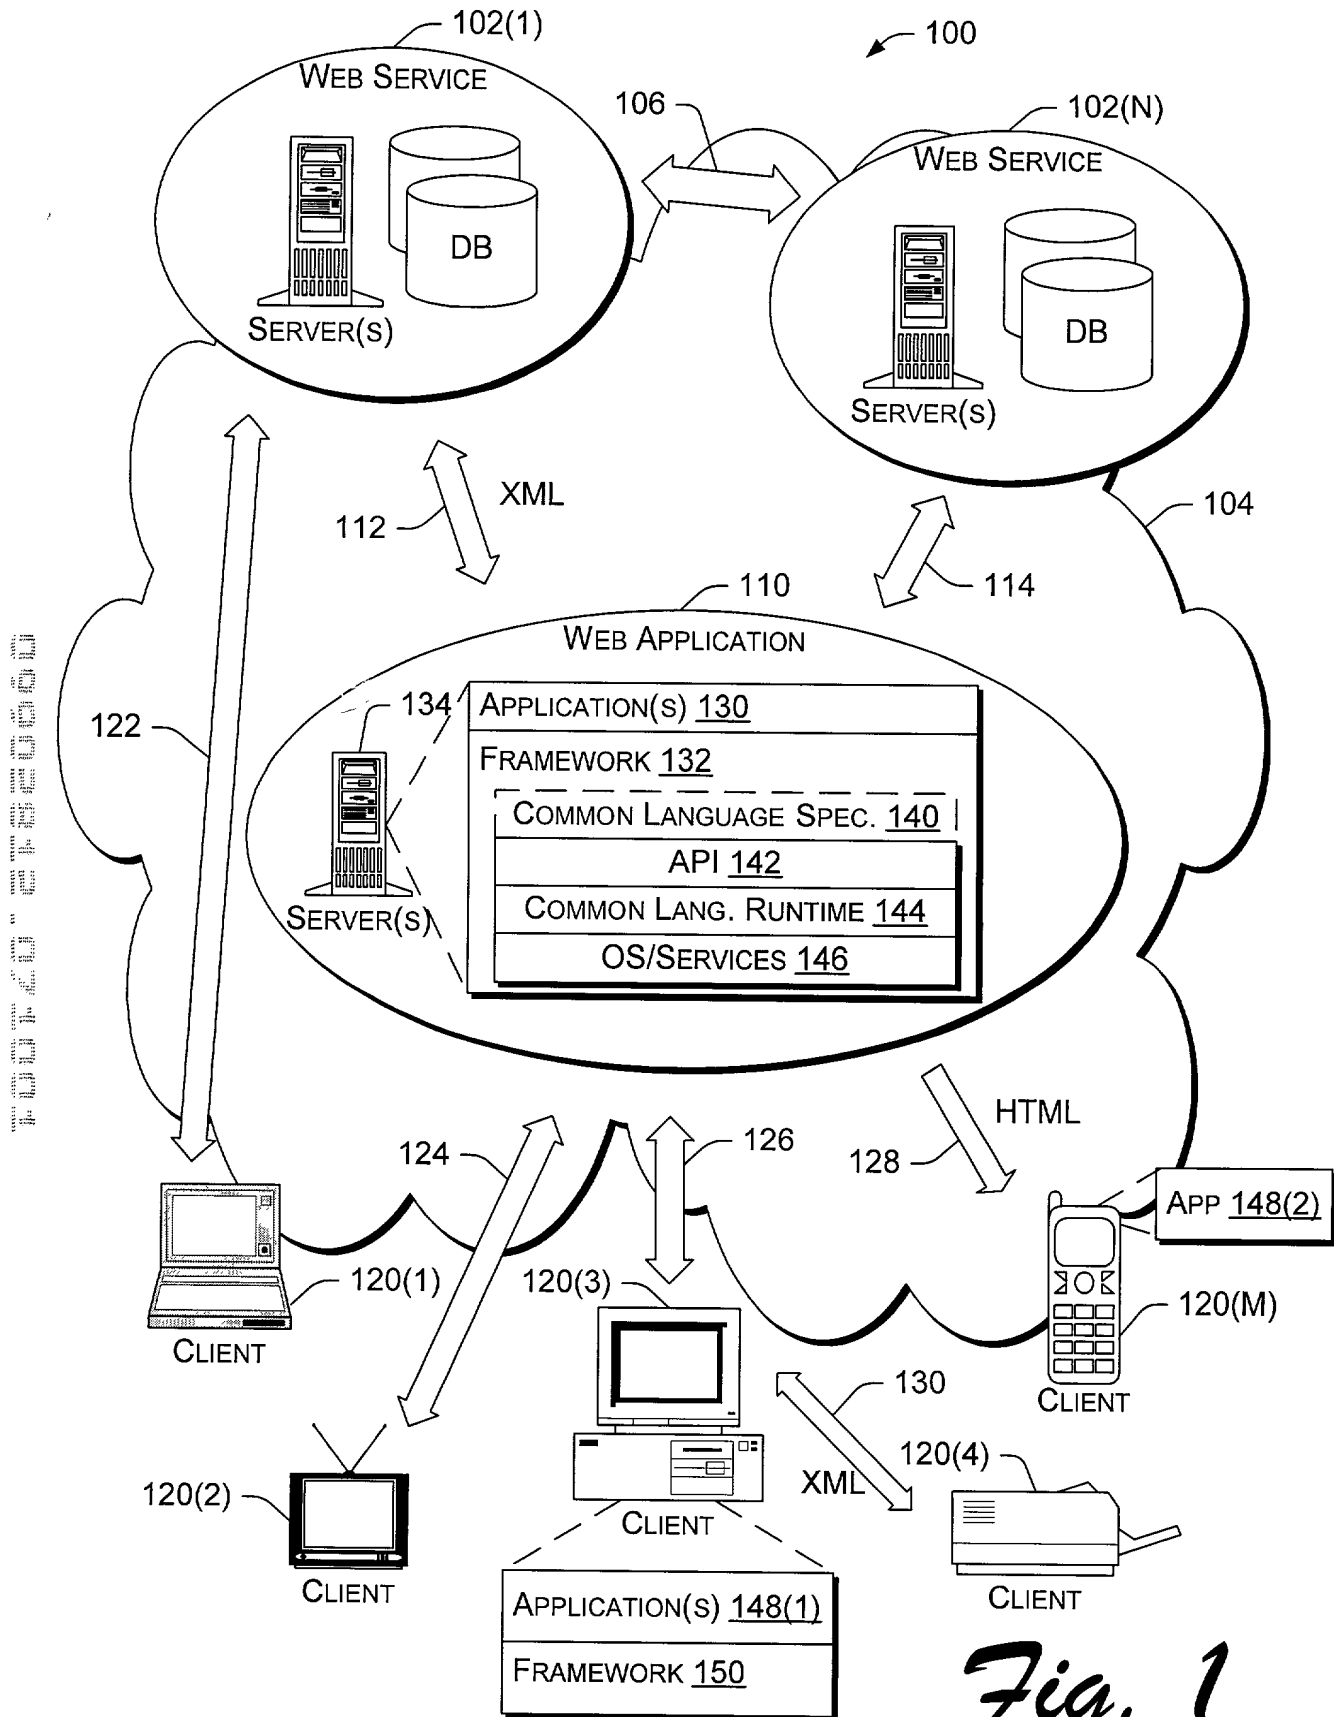 102(1)
100
WEB SERVICE
106
102(N)
WEB SERVICE
DB
SERVER(S)
DB
SERVER(S)
XML
112
104
114
110
WEB APPLICATION
134
APPLICATION(S) 130
122
FRAMEWORK 132
COMMON LANGUAGE SPEC. 140
API 142
COMMON LANG. RUNTIME 144
SERVER(S)
OS/SERVICES 146
HTML
124
126
128
APP 148(2)
120(1)
120(3)
120(M)
CLIENT
130
CLIENT
120(4)
120(2)
XML
CLIENT
CLIENT
CLIENT
APPLICATION(S) 148(1)
FRAMEWORK 150
Fig. 1